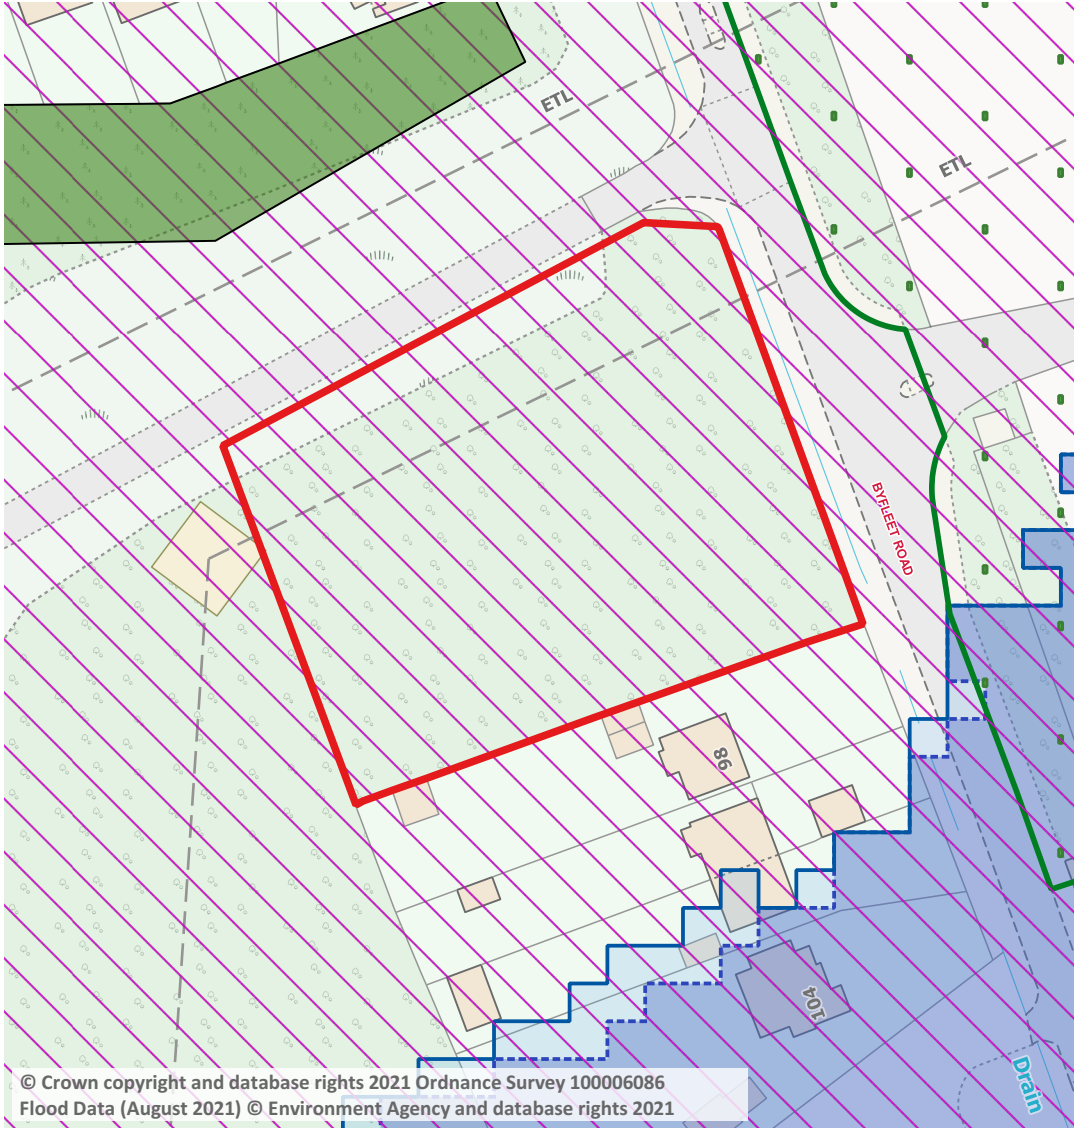 ETL
ETL
BYFLEET ROAD
86
104
Drain
© Crown copyright and database rights 2021 Ordnance Survey 100006086
Flood Data (August 2021) © Environment Agency and database rights 2021